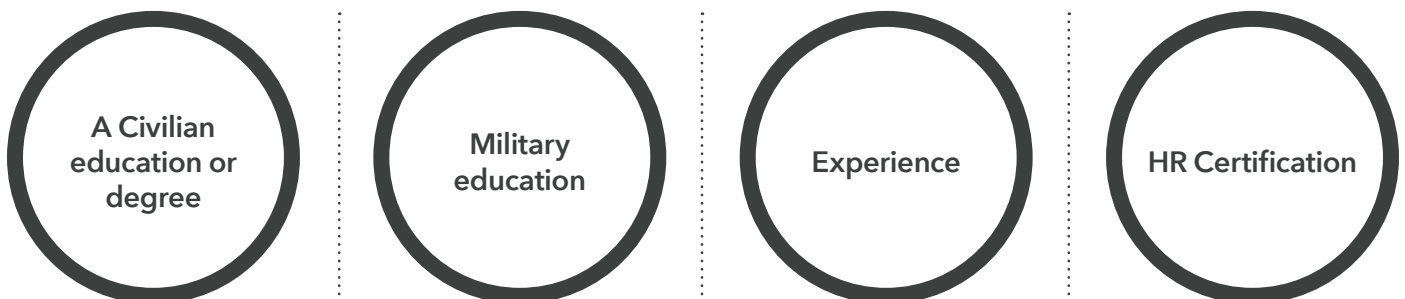 A Civilian
education or
degree
Military
education
Experience
HR Certification